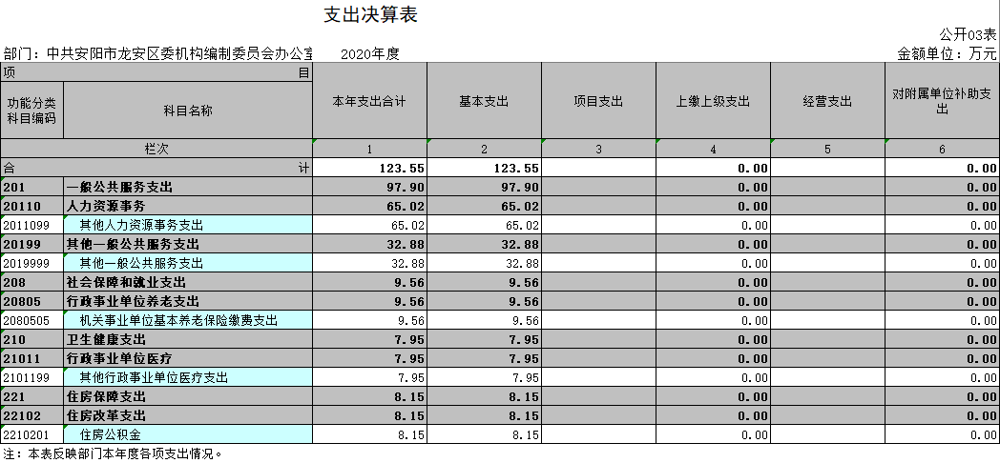 支出决算表
公开03表
部门：中共安阳市龙安区委机构编制委员会办公室 2020年度 金额单位：万元
项 目 本年支出合计 基本支出 项目支出 上缴上级支出 经营支出 对附属单位补助支出
功能分类科目编码 科目名称
栏次 1 2 3 4 5 6
合 计 123.55 123.55 0.00 0.00
201 一般公共服务支出 97.90 97.90 0.00 0.00
20110 人力资源事务 65.02 65.02 0.00 0.00
2011099 其他人力资源事务支出 65.02 65.02 0.00 0.00
20199 其他一般公共服务支出 32.88 32.88 0.00 0.00
2019999 其他一般公共服务支出 32.88 32.88 0.00 0.00
208 社会保障和就业支出 9.56 9.56 0.00 0.00
20805 行政事业单位养老支出 9.56 9.56 0.00 0.00
2080505 机关事业单位基本养老保险缴费支出 9.56 9.56 0.00 0.00
210 卫生健康支出 7.95 7.95 0.00 0.00
21011 行政事业单位医疗 7.95 7.95 0.00 0.00
2101199 其他行政事业单位医疗支出 7.95 7.95 0.00 0.00
221 住房保障支出 8.15 8.15 0.00 0.00
22102 住房改革支出 8.15 8.15 0.00 0.00
2210201 住房公积金 8.15 8.15 0.00 0.00
注：本表反映部门本年度各项支出情况。